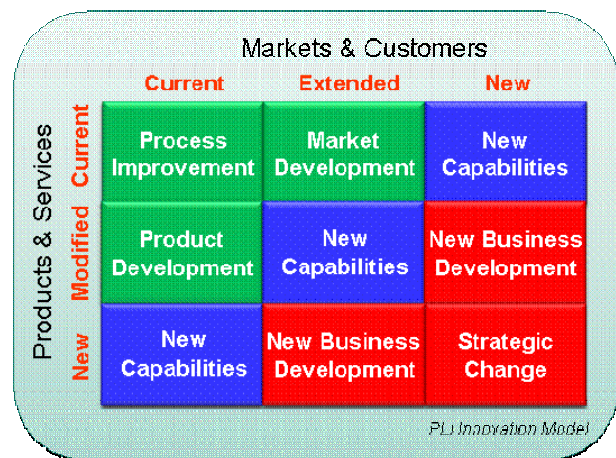 Markets & Customers
Current Extended New
Products & Services
Current
Process Improvement
Market Development
New Capabilities
Modified
Product Development
New Capabilities
New Business Development
New
New Capabilities
New Business Development
Strategic Change
PLi Innovation Model